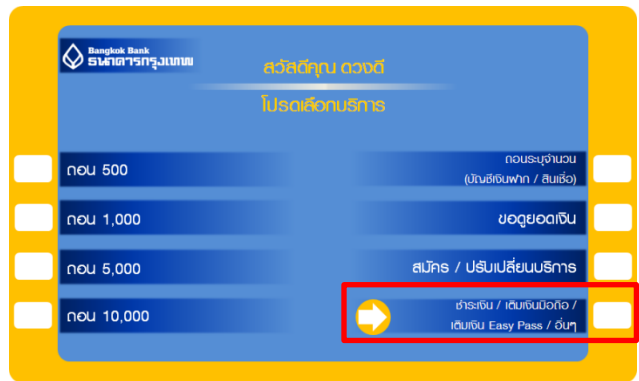 Bangkok Bank
ธนาคารกรุงเทพ
สวัสดีคุณ ดวงดี
โปรดเลือกบริการ
ถอน 500
ถอนระบุจำนวน
(บัญชีเงินฝาก / สินเชื่อ)
ถอน 1,000
ขอดูยอดเงิน
ถอน 5,000
สมัคร / ปรับเปลี่ยนบริการ
ถอน 10,000
ชำระเงิน / เติมเงินมือถือ /
เติมเงิน Easy Pass / อื่นๆ